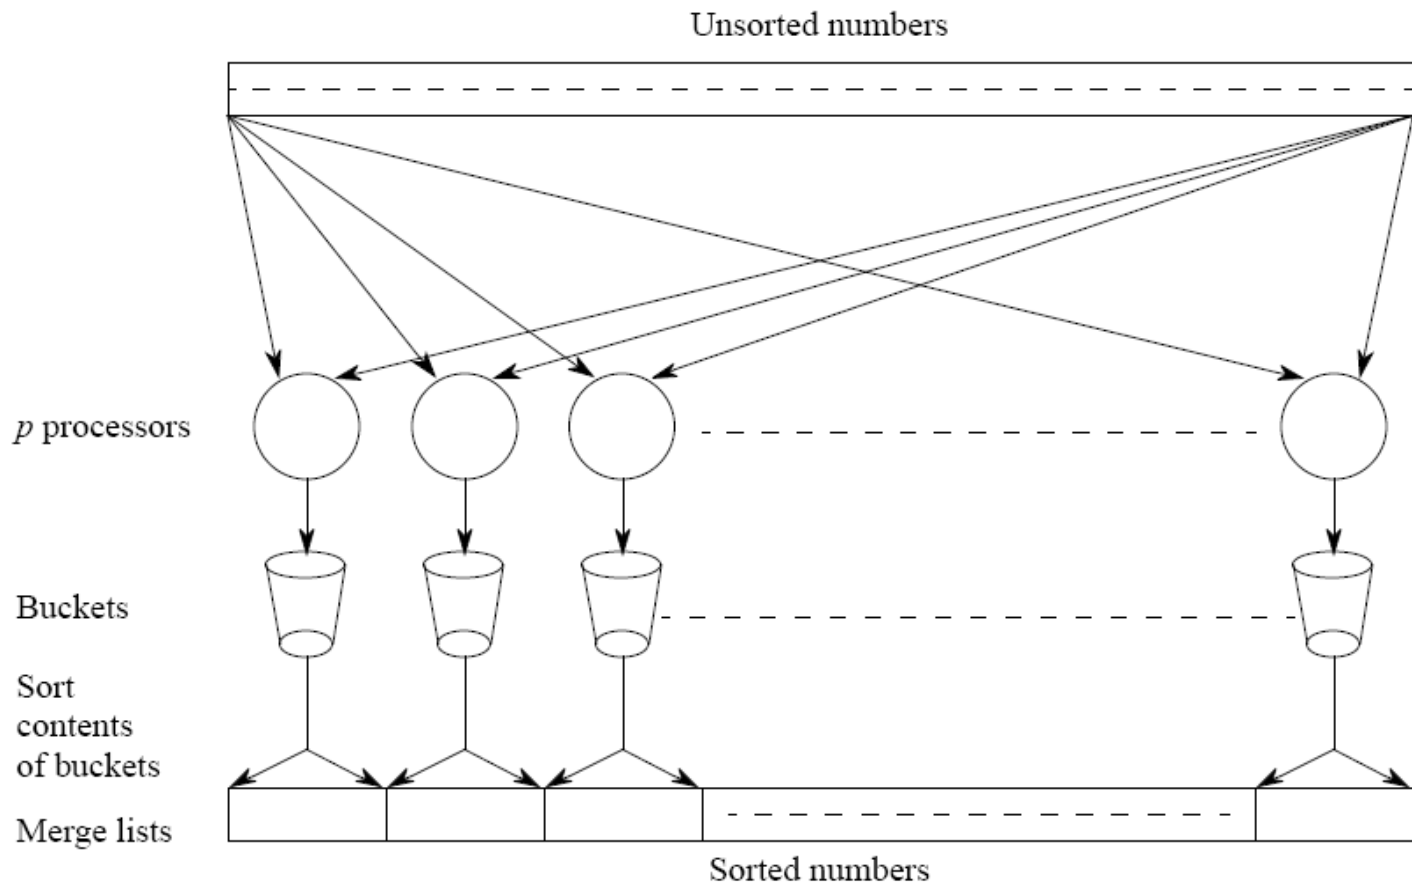 Unsorted numbers
p processors
Buckets
Sort
contents
of buckets
Merge lists
Sorted numbers